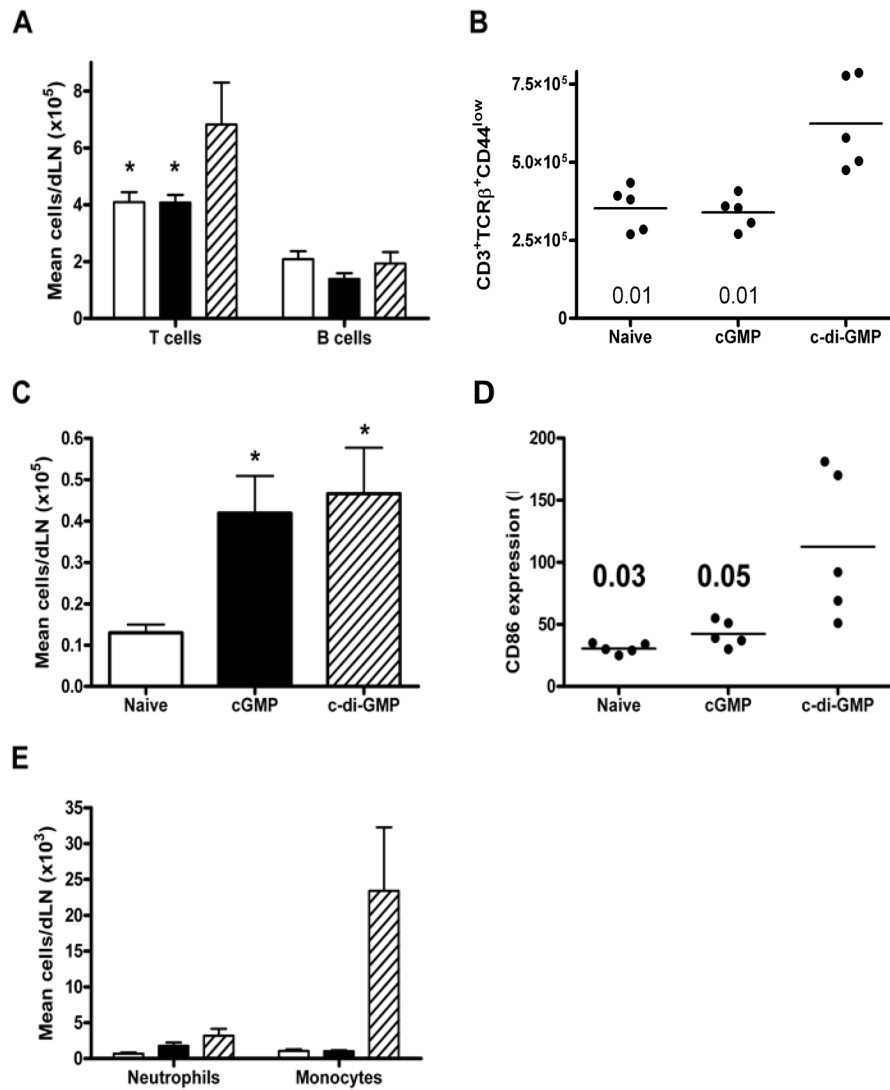 A
Mean cells/dLN (x10⁵)
8
6
4
2
0
* *
T cells B cells
B
CD3⁺TCRβ⁺CD44ˡᵒʷ
7.5×10⁵
5.0×10⁵
2.5×10⁵
0
0.01 0.01
Naive cGMP c-di-GMP
C
Mean cells/dLN (x10⁵)
0.6
0.5
0.4
0.3
0.2
0.1
0.0
* *
Naive cGMP c-di-GMP
D
CD86 expression (
200
150
100
50
0
0.03 0.05
Naive cGMP c-di-GMP
E
Mean cells/dLN (x10³)
35
30
25
20
15
10
5
0
Neutrophils Monocytes